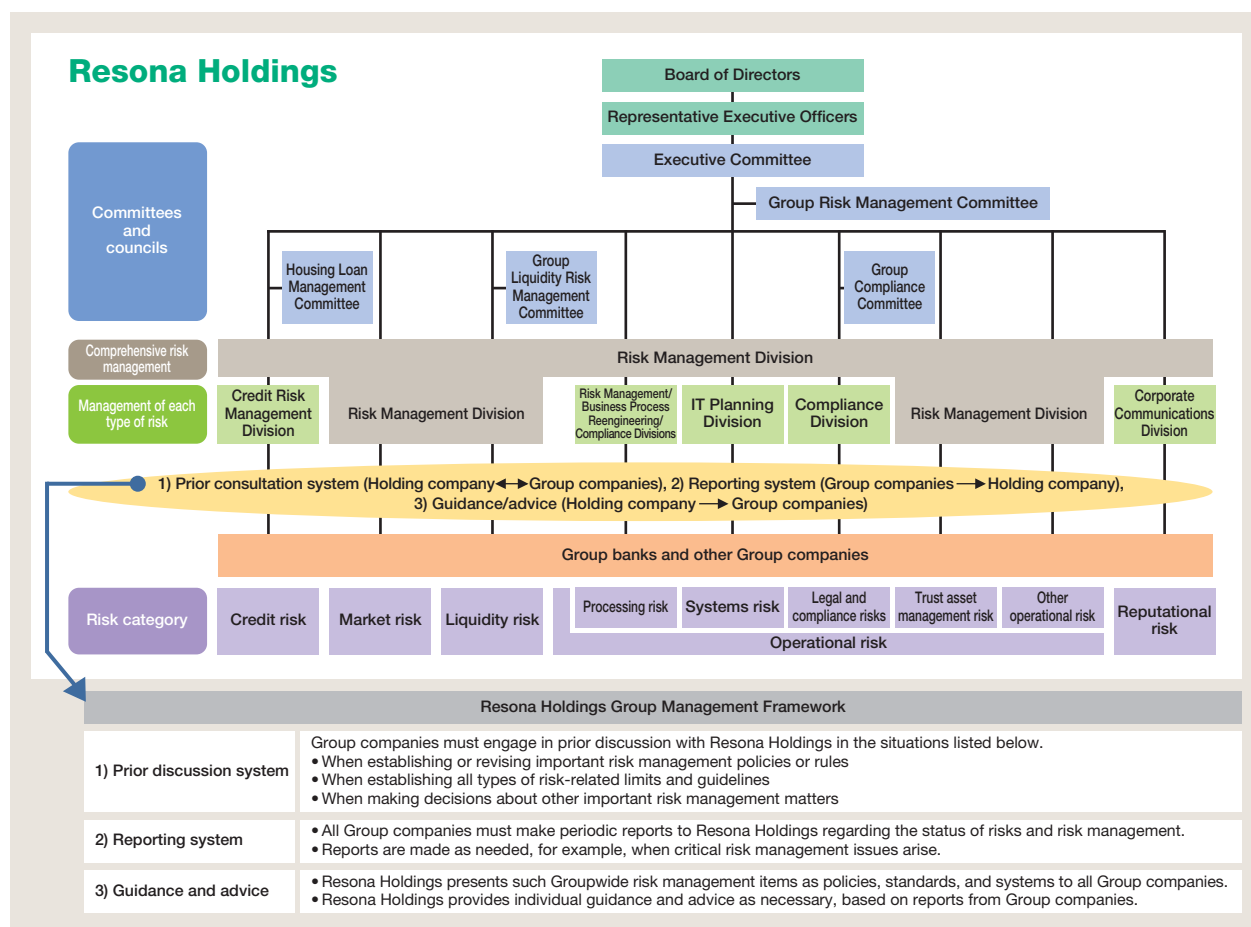 Resona Holdings
Board of Directors
Representative Executive Officers
Executive Committee
Group Risk Management Committee
Committees
and
councils
Housing Loan
Management
Committee
Group
Liquidity Risk
Management
Committee
Group
Compliance
Committee
Comprehensive risk
management
Risk Management Division
Management of each
type of risk
Credit Risk
Management
Division
Risk Management Division
Risk Management/
Business Process
Reengineering/
Compliance Divisions
IT Planning
Division
Compliance
Division
Risk Management Division
Corporate
Communications
Division
1) Prior consultation system (Holding company↔Group companies), 2) Reporting system (Group companies→Holding company),
3) Guidance/advice (Holding company→Group companies)
Group banks and other Group companies
Risk category
Credit risk
Market risk
Liquidity risk
Processing risk
Systems risk
Legal and
compliance risks
Trust asset
management risk
Other
operational risk
Operational risk
Reputational
risk
Resona Holdings Group Management Framework
1) Prior discussion system
Group companies must engage in prior discussion with Resona Holdings in the situations listed below.
• When establishing or revising important risk management policies or rules
• When establishing all types of risk-related limits and guidelines
• When making decisions about other important risk management matters
2) Reporting system
• All Group companies must make periodic reports to Resona Holdings regarding the status of risks and risk management.
• Reports are made as needed, for example, when critical risk management issues arise.
3) Guidance and advice
• Resona Holdings presents such Groupwide risk management items as policies, standards, and systems to all Group companies.
• Resona Holdings provides individual guidance and advice as necessary, based on reports from Group companies.